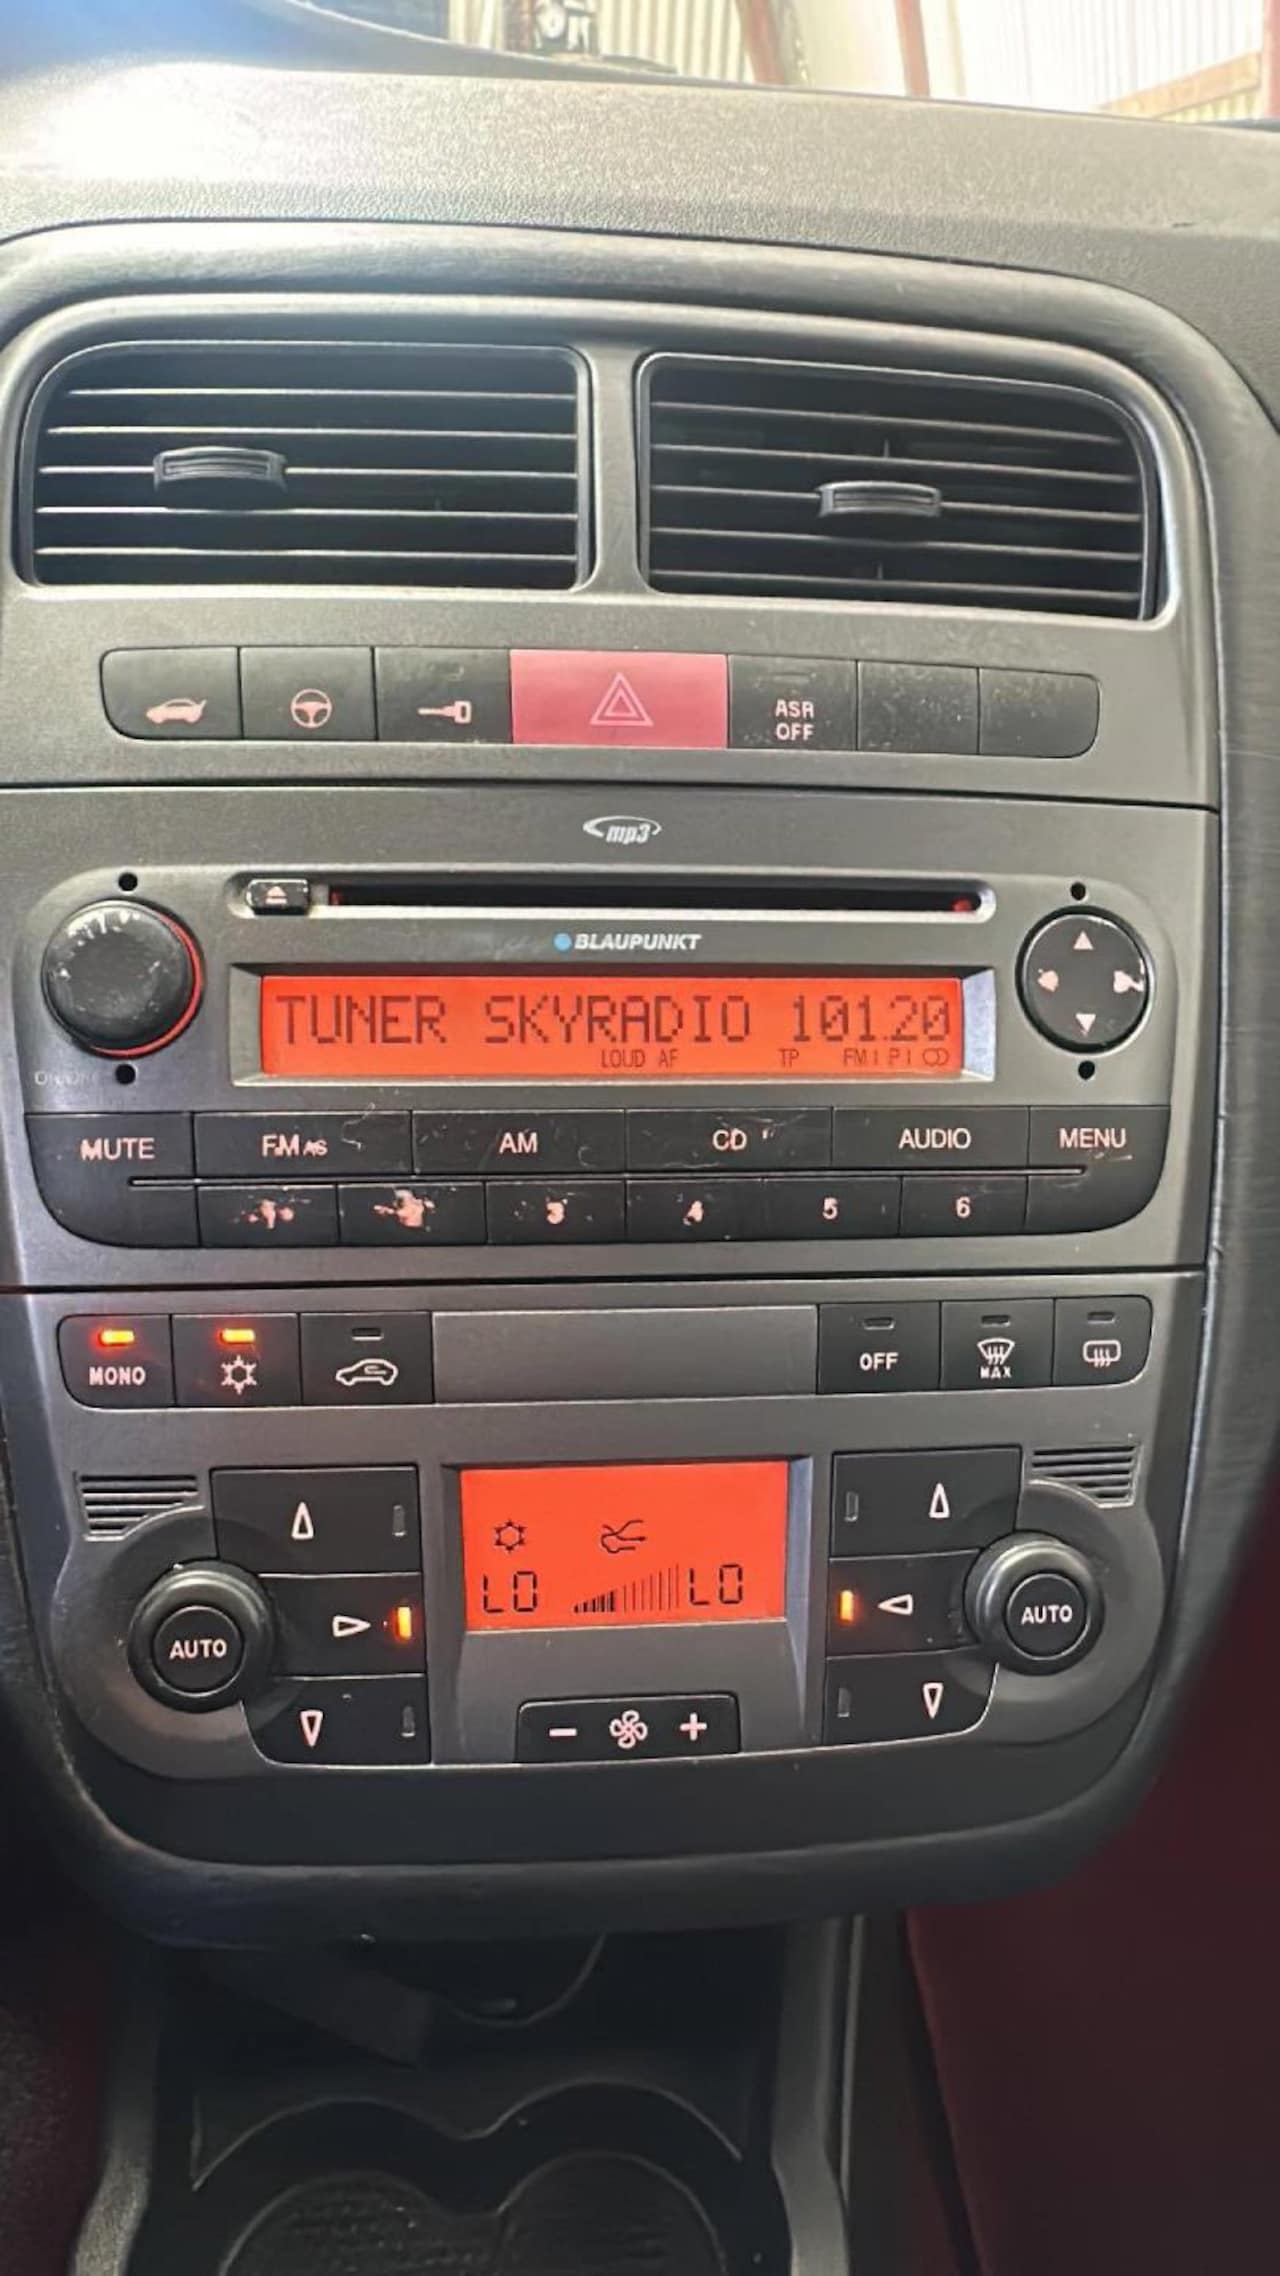 ASR
OFF
mp3
BLAUPUNKT
TUNER SKYRADIO 101.20
LOUD AF TP FM1 P1
MUTE FM AS AM CD AUDIO MENU
3 4 5 6
MONO OFF MAX
LO LO
AUTO AUTO